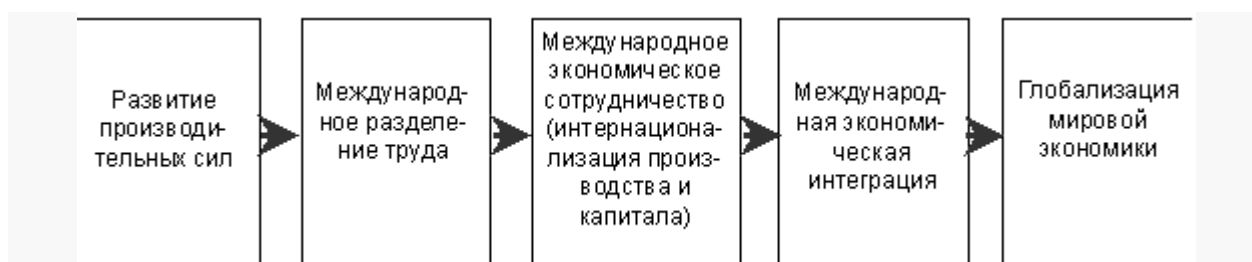 Развитие
производи-
тельных сил
Международ-
ное разделе-
ние труда
Международное
экономическое
сотрудничество
(интернациона-
лизация произ-
водства и
капитала)
Международ-
ная экономи-
ческая
интеграция
Глобализация
мировой
экономики